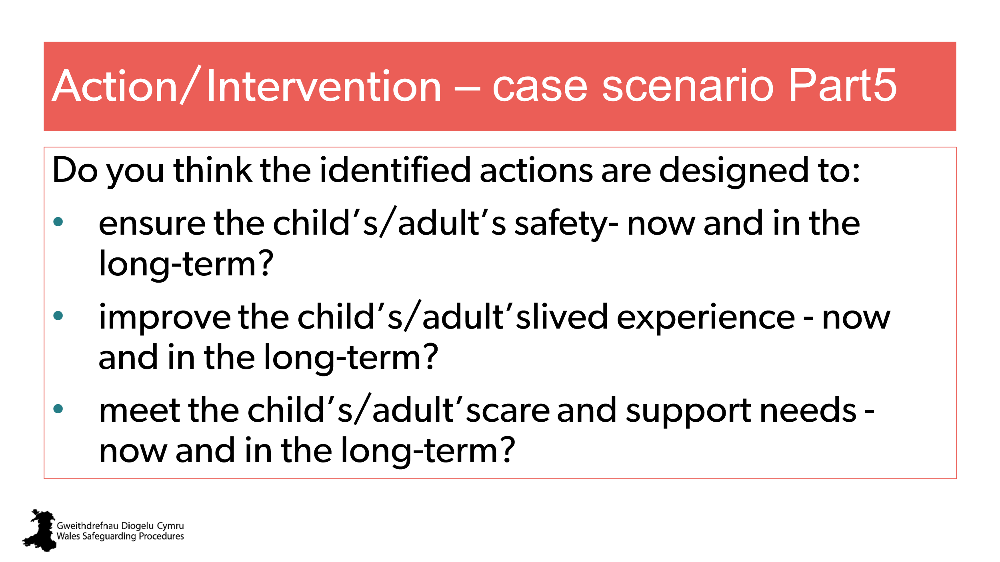 Action/Intervention – case scenario Part5
Do you think the identified actions are designed to:
• ensure the child's/adult's safety- now and in the
long-term?
• improve the child's/adult'slived experience - now
and in the long-term?
• meet the child's/adult'scare and support needs -
now and in the long-term?
Gweithdrefnau Diogelu Cymru
Wales Safeguarding Procedures